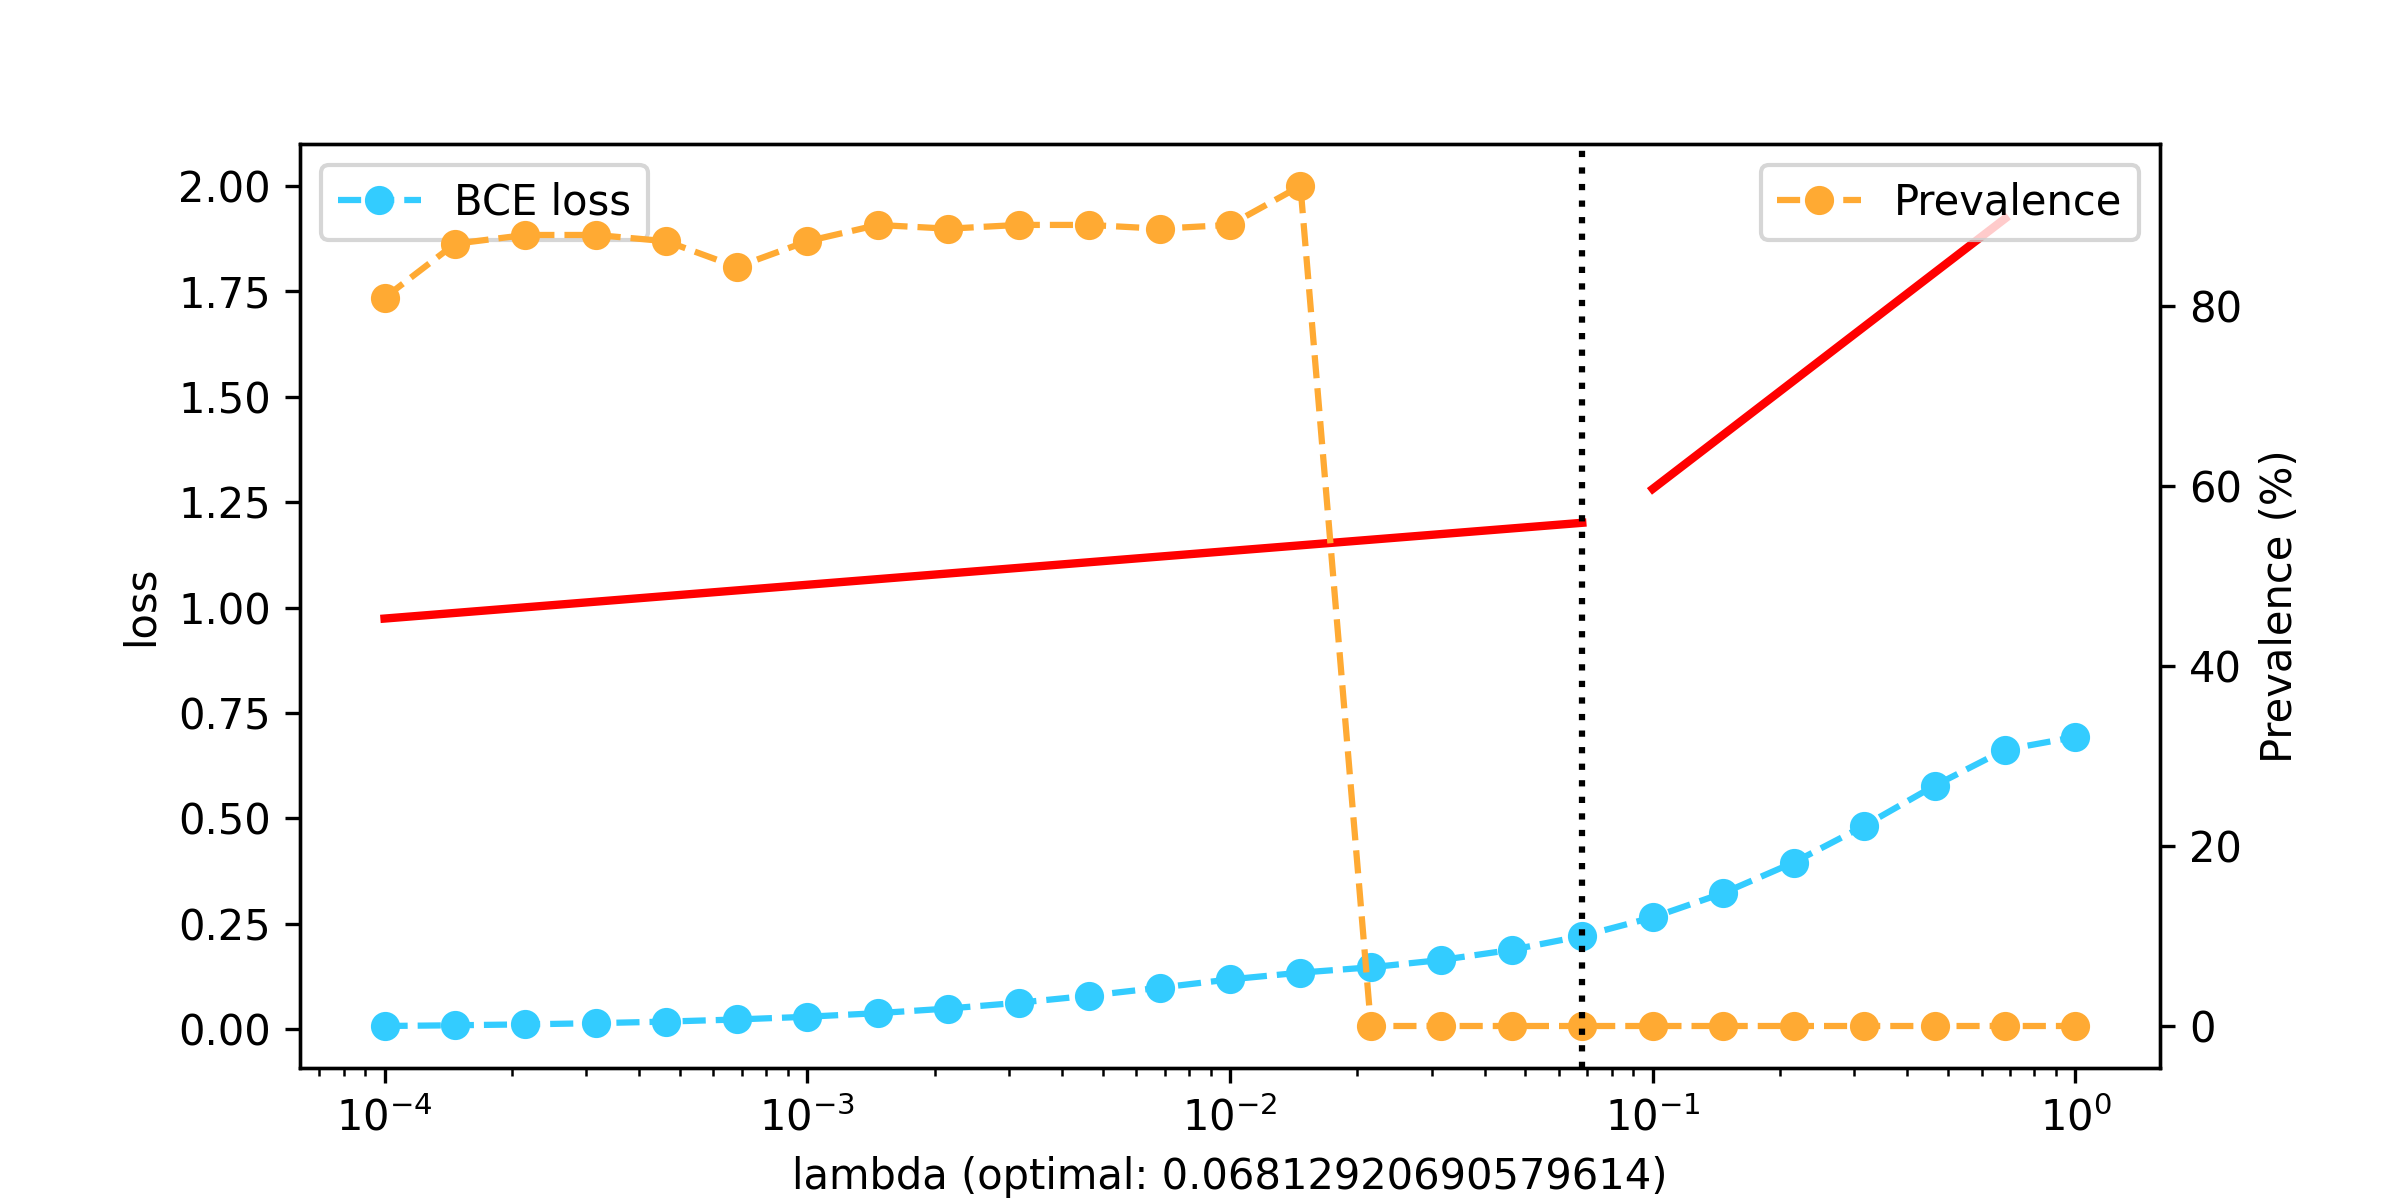 BCE loss
Prevalence
2.00
1.75
1.50
1.25
1.00
0.75
0.50
0.25
0.00
loss
80
60
40
20
0
Prevalence (%)
10⁻⁴ 10⁻³ 10⁻² 10⁻¹ 10⁰
lambda (optimal: 0.06812920690579614)